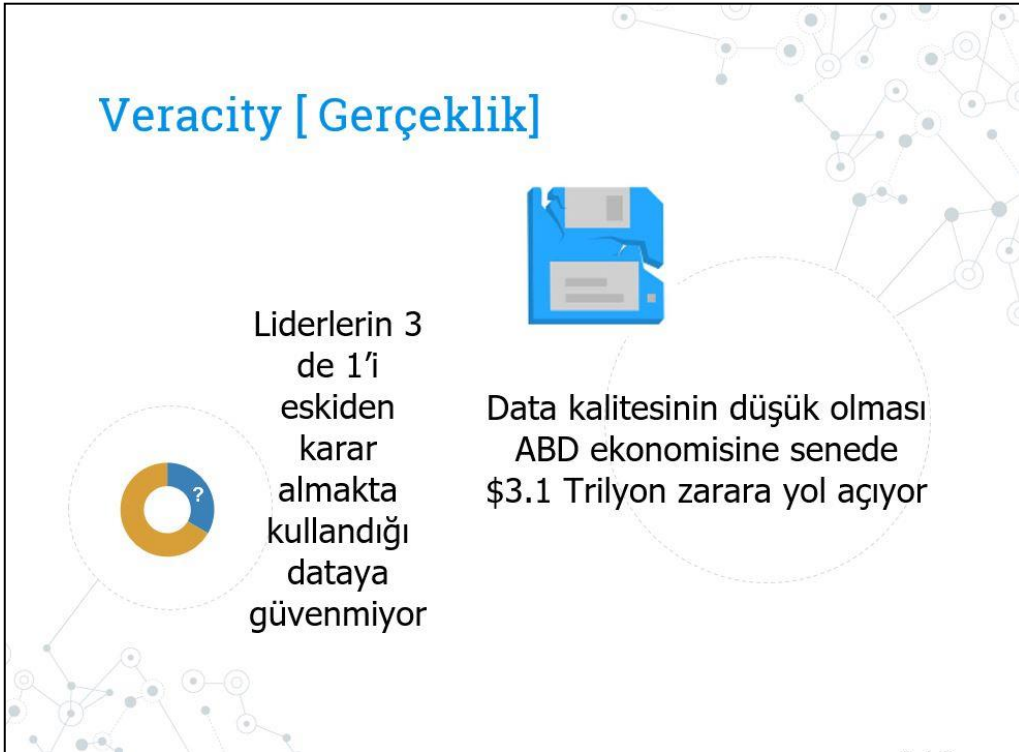 Veracity [ Gerçeklik]
Liderlerin 3
de 1’i
eskiden
karar
almakta
kullandığı
dataya
güvenmiyor
?
Data kalitesinin düşük olması
ABD ekonomisine senede
$3.1 Trilyon zarara yol açıyor